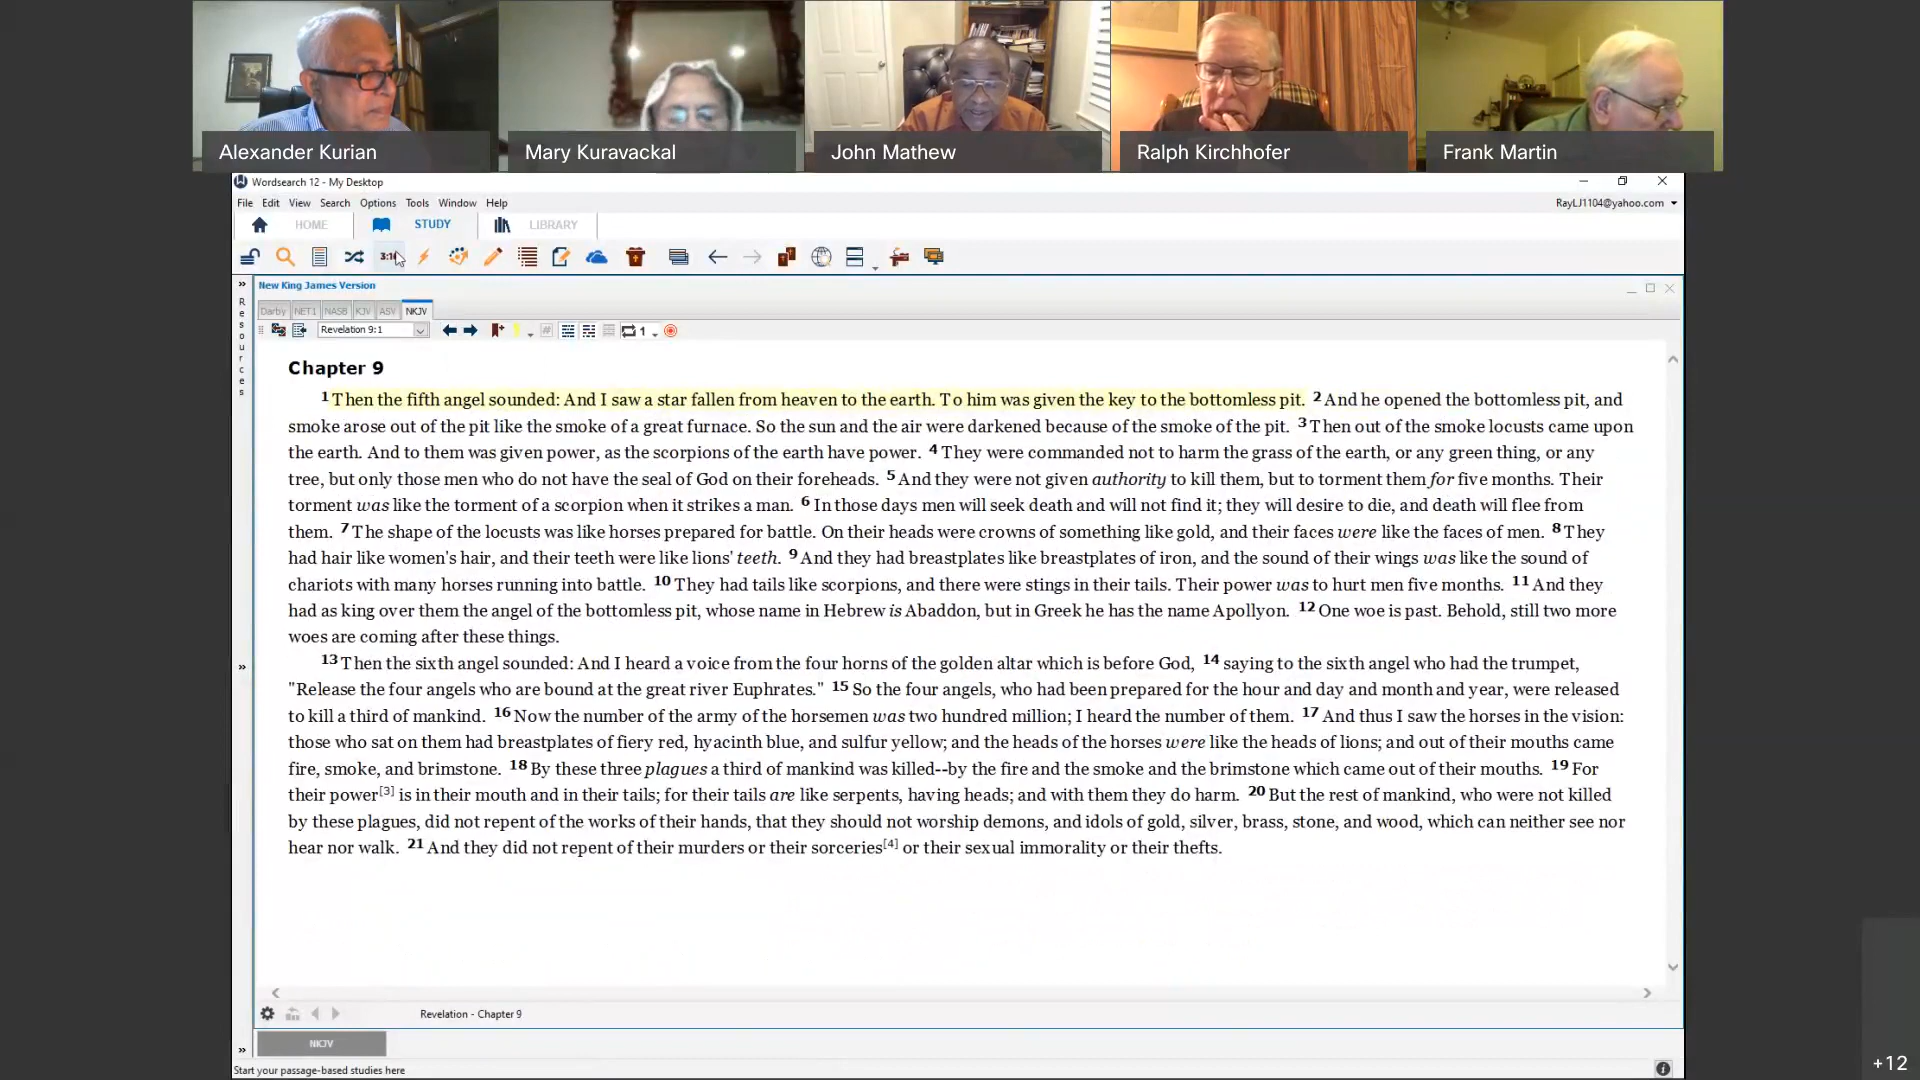 Alexander Kurian
Mary Kuravackal
John Mathew
Ralph Kirchhofer
Frank Martin
Wordsearch 12 - My Desktop
File Edit View Search Options Tools Window Help
RayLJ1104@yahoo.com
HOME
STUDY
LIBRARY
New King James Version
Resources
Darby NET1 NASB KJV ASV NKJV
Revelation 9:1
1
Chapter 9
1 Then the fifth angel sounded: And I saw a star fallen from heaven to the earth. To him was given the key to the bottomless pit. 2 And he opened the bottomless pit, and
smoke arose out of the pit like the smoke of a great furnace. So the sun and the air were darkened because of the smoke of the pit. 3 Then out of the smoke locusts came upon
the earth. And to them was given power, as the scorpions of the earth have power. 4 They were commanded not to harm the grass of the earth, or any green thing, or any
tree, but only those men who do not have the seal of God on their foreheads. 5 And they were not given authority to kill them, but to torment them for five months. Their
torment was like the torment of a scorpion when it strikes a man. 6 In those days men will seek death and will not find it; they will desire to die, and death will flee from
them. 7 The shape of the locusts was like horses prepared for battle. On their heads were crowns of something like gold, and their faces were like the faces of men. 8 They
had hair like women's hair, and their teeth were like lions' teeth. 9 And they had breastplates like breastplates of iron, and the sound of their wings was like the sound of
chariots with many horses running into battle. 10 They had tails like scorpions, and there were stings in their tails. Their power was to hurt men five months. 11 And they
had as king over them the angel of the bottomless pit, whose name in Hebrew is Abaddon, but in Greek he has the name Apollyon. 12 One woe is past. Behold, still two more
woes are coming after these things.
13 Then the sixth angel sounded: And I heard a voice from the four horns of the golden altar which is before God, 14 saying to the sixth angel who had the trumpet,
"Release the four angels who are bound at the great river Euphrates." 15 So the four angels, who had been prepared for the hour and day and month and year, were released
to kill a third of mankind. 16 Now the number of the army of the horsemen was two hundred million; I heard the number of them. 17 And thus I saw the horses in the vision:
those who sat on them had breastplates of fiery red, hyacinth blue, and sulfur yellow; and the heads of the horses were like the heads of lions; and out of their mouths came
fire, smoke, and brimstone. 18 By these three plagues a third of mankind was killed--by the fire and the smoke and the brimstone which came out of their mouths. 19 For
their power[3] is in their mouth and in their tails; for their tails are like serpents, having heads; and with them they do harm. 20 But the rest of mankind, who were not killed
by these plagues, did not repent of the works of their hands, that they should not worship demons, and idols of gold, silver, brass, stone, and wood, which can neither see nor
hear nor walk. 21 And they did not repent of their murders or their sorceries[4] or their sexual immorality or their thefts.
Revelation - Chapter 9
NKJV
Start your passage-based studies here
+12